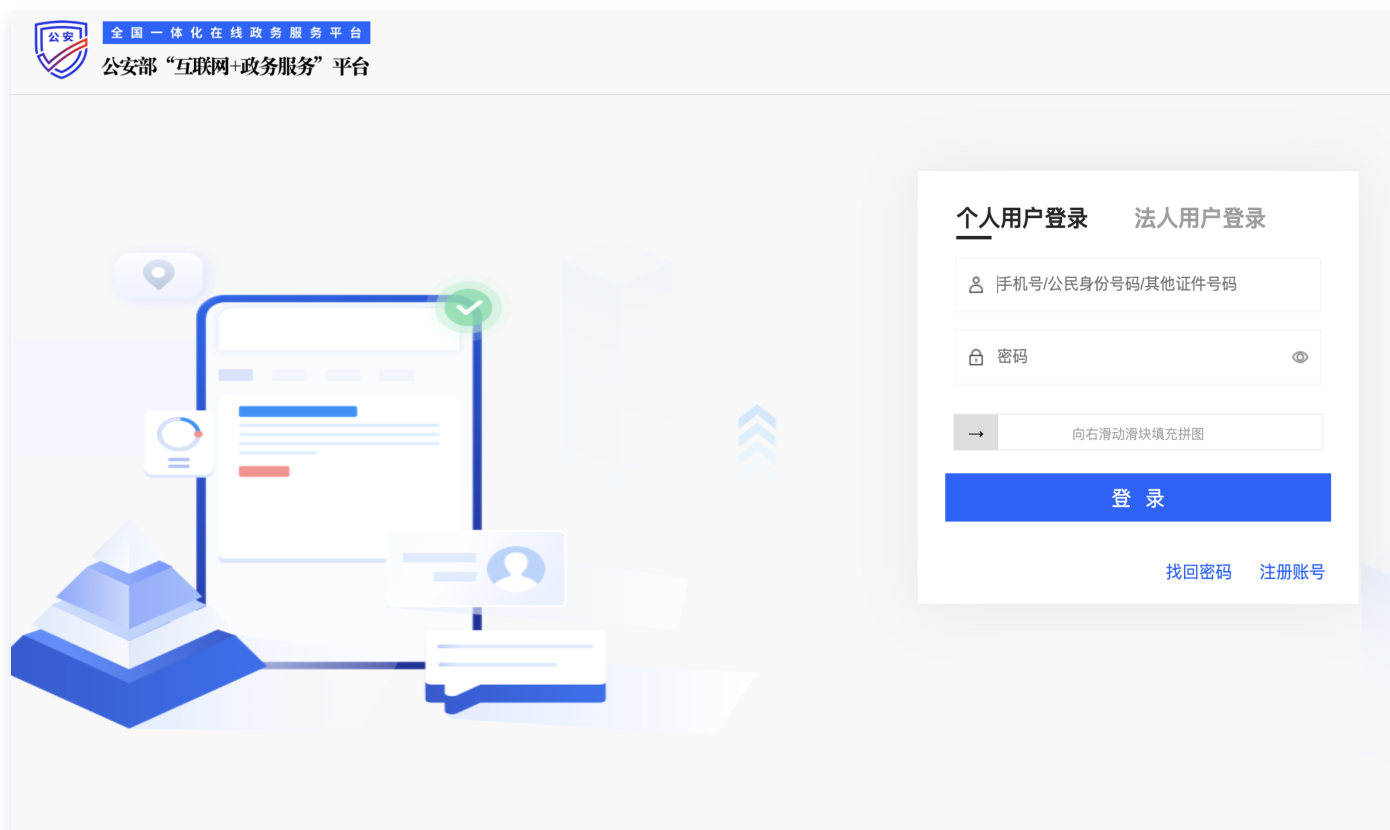 公安
全国一体化在线政务服务平台
公安部“互联网+政务服务”平台
个人用户登录
法人用户登录
手机号/公民身份号码/其他证件号码
密码
→ 向右滑动滑块填充拼图
登 录
找回密码
注册账号